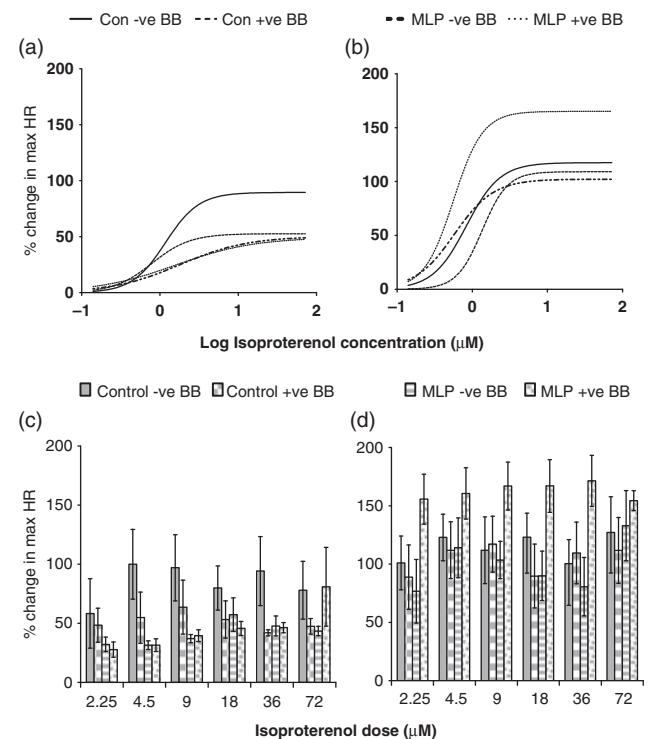 Con -ve BB Con +ve BB MLP -ve BB MLP +ve BB
(a)
200
150
100
50
0
–1 0 1 2
% change in max HR
(b)
200
150
100
50
0
–1 0 1 2
Log Isoproterenol concentration (μM)
Control -ve BB Control +ve BB MLP -ve BB MLP +ve BB
(c)
200
150
100
50
0
2.25 4.5 9 18 36 72
% change in max HR
(d)
200
150
100
50
0
2.25 4.5 9 18 36 72
Isoproterenol dose (μM)